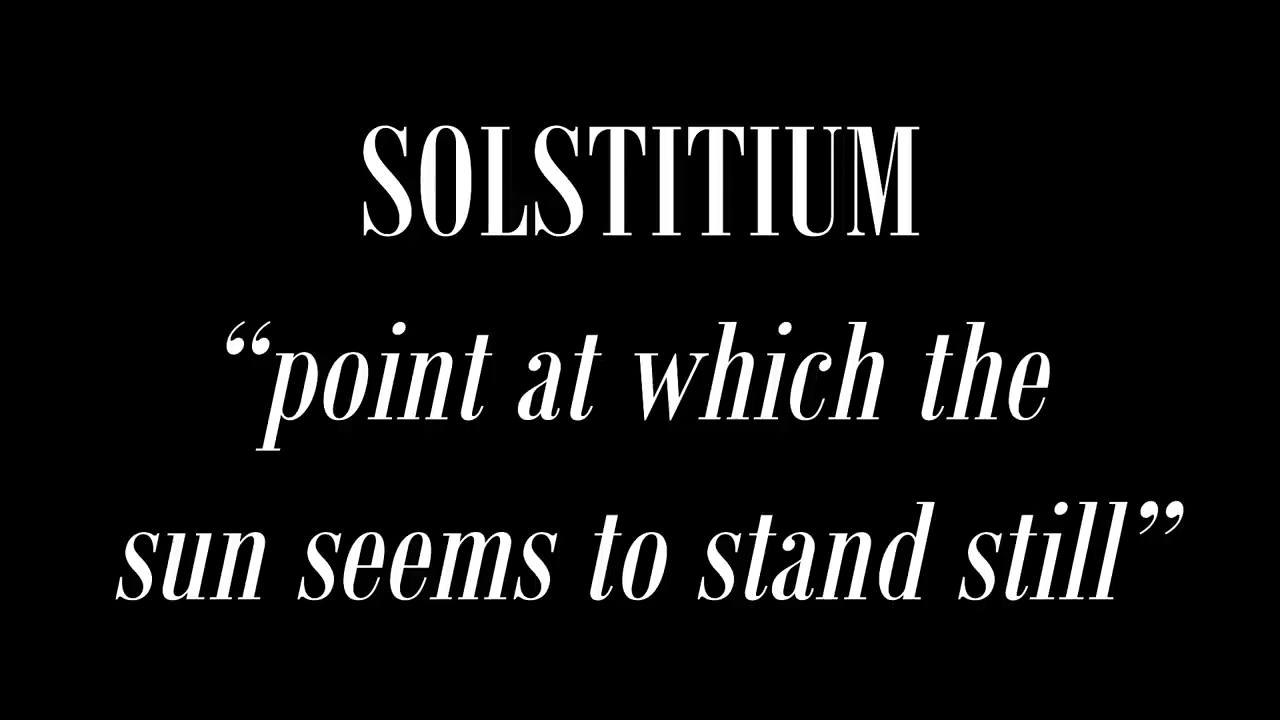 SOLSTITIUM
“point at which the
sun seems to stand still”